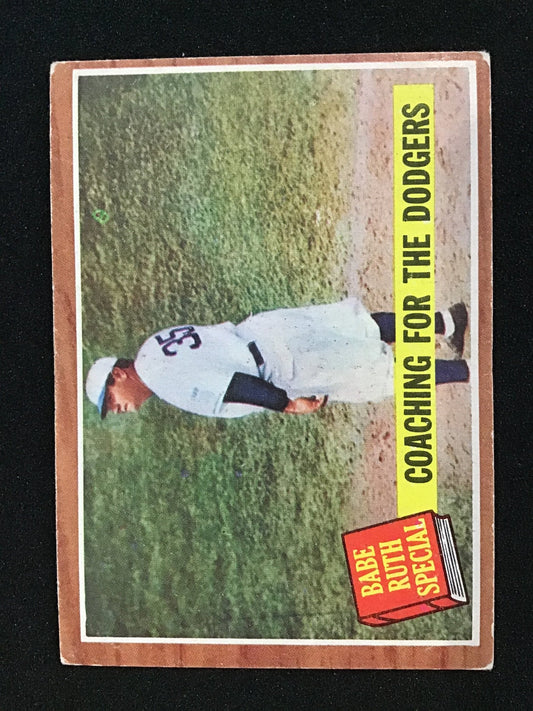 35
BABE
RUTH
SPECIAL
COACHING FOR THE DODGERS